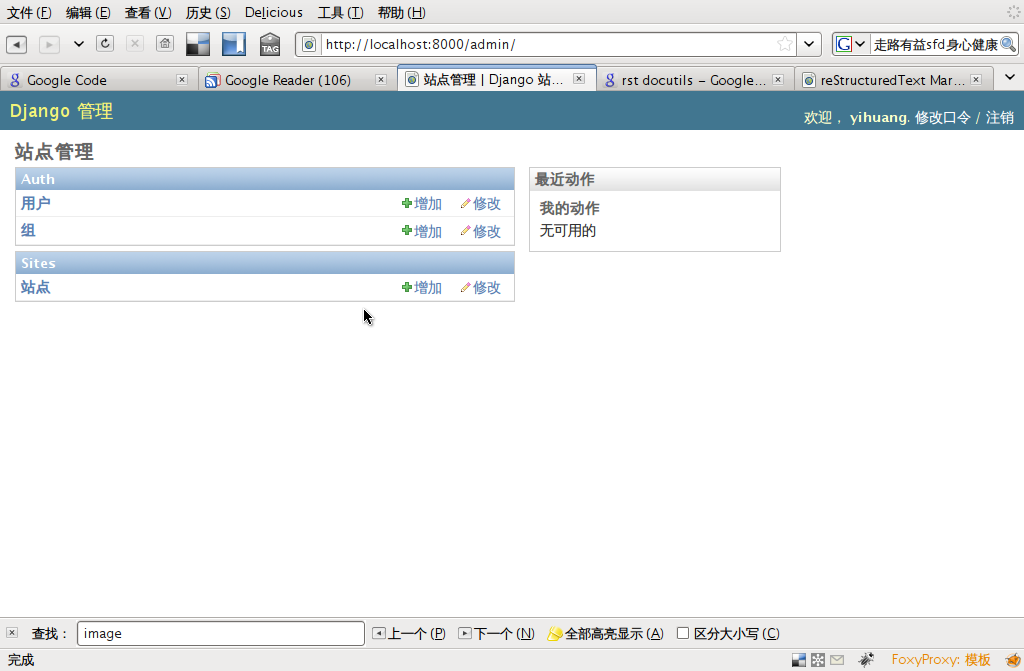 文件 (F) 编辑 (E) 查看 (V) 历史 (S) Delicious 工具 (T) 帮助 (H)
TAG http://localhost:8000/admin/ G 走路有益sfd身心健康
Google Code Google Reader (106) 站点管理 | Django 站... rst docutils – Google... reStructuredText Mar...
Django 管理
欢迎， yihuang. 修改口令 / 注销
站点管理
Auth
用户 增加 修改
组 增加 修改
Sites
站点 增加 修改
最近动作
我的动作
无可用的
查找： image 上一个 (P) 下一个 (N) 全部高亮显示 (A) 区分大小写 (C)
完成 FoxyProxy: 模板